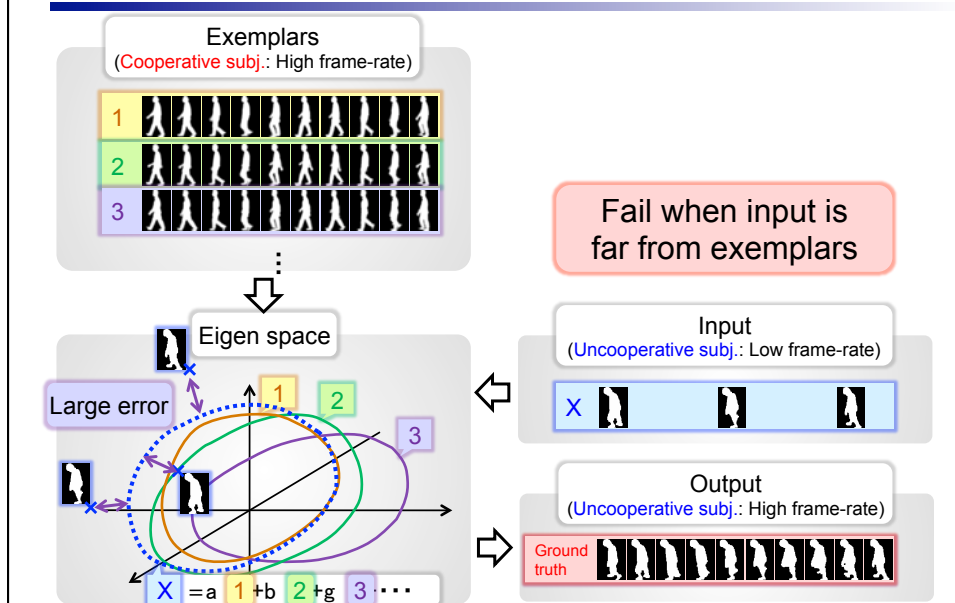 Exemplars
(Cooperative subj.: High frame-rate)
1
2
3
⋮
Fail when input is
far from exemplars
Eigen space
Large error
1
2
3
X =a 1 +b 2 +g 3 ····
Input
(Uncooperative subj.: Low frame-rate)
X
Output
(Uncooperative subj.: High frame-rate)
Ground
truth